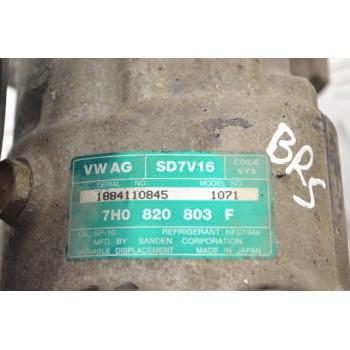 VW AG SD7V16 CODE SY3
SERIAL NO. MODEL NO.
1884110845 1071
7H0 820 803 F
OIL: SP-10 REFRIGERANT: HFC134a
MFD. BY SANDEN CORPORATION
VARIABLE DISPLACEMENT MADE IN JAPAN
BRS